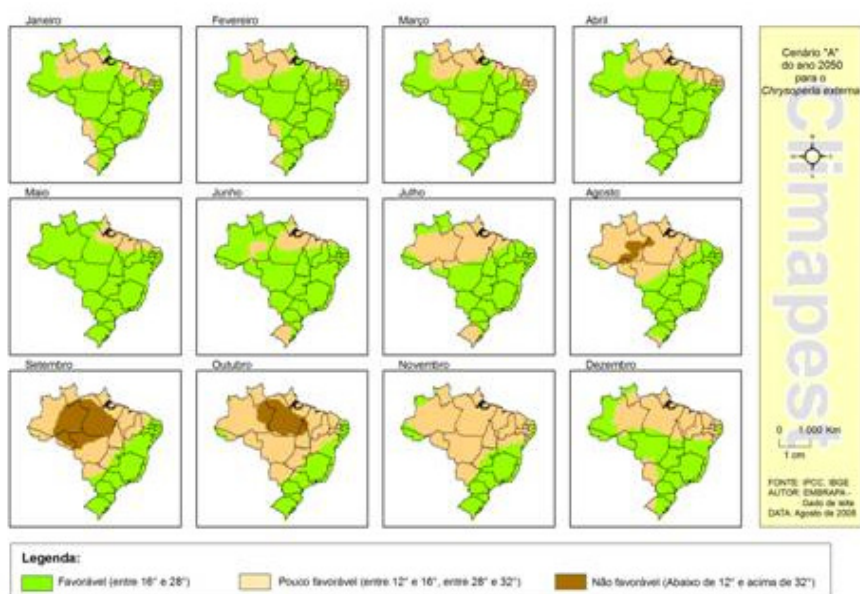 Janeiro
Fevereiro
Março
Abril
Maio
Junho
Julho
Agosto
Setembro
Outubro
Novembro
Dezembro
Cenário "A"
do ano 2050
para o
Chrysoperla externa
Climapest
0 1.000 Km
1 cm
FONTE: IPCC, IBGE
AUTOR: EMBRAPA -
Gado de leite
DATA: Agosto de 2008
Legenda:
Favorável (entre 16° e 28°)
Pouco favorável (entre 12° e 16°, entre 28° e 32°)
Não favorável (Abaixo de 12° e acima de 32°)